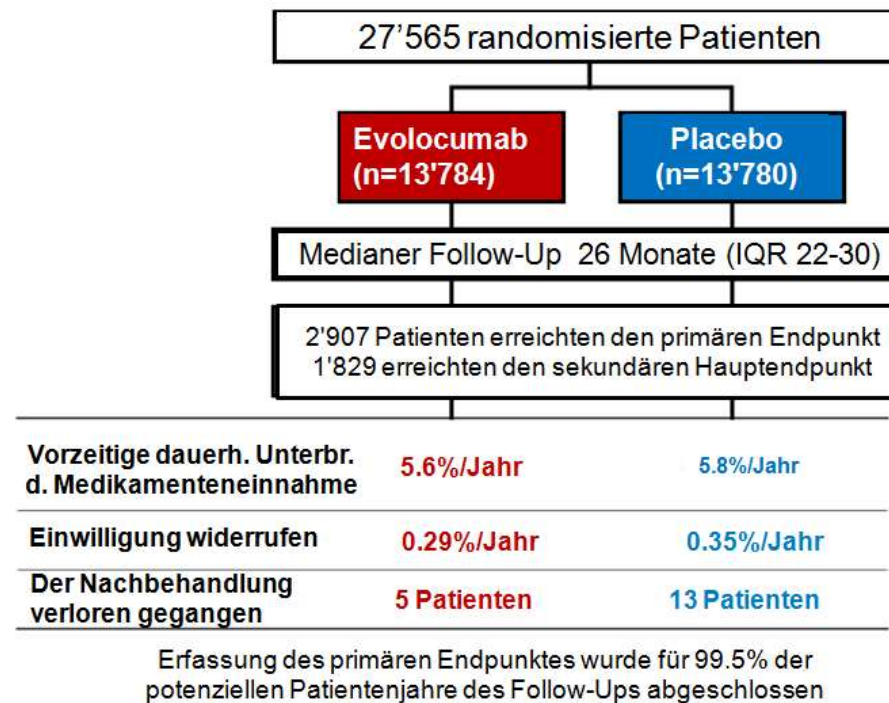 27’565 randomisierte Patienten
Evolocumab
(n=13'784)
Placebo
(n=13'780)
Medianer Follow-Up 26 Monate (IQR 22-30)
2'907 Patienten erreichten den primären Endpunkt
1'829 erreichten den sekundären Hauptendpunkt
Vorzeitige dauerh. Unterbr.
d. Medikamenteneinnahme
5.6%/Jahr
5.8%/Jahr
Einwilligung widerrufen
0.29%/Jahr
0.35%/Jahr
Der Nachbehandlung
verloren gegangen
5 Patienten
13 Patienten
Erfassung des primären Endpunktes wurde für 99.5% der
potenziellen Patientenjahre des Follow-Ups abgeschlossen